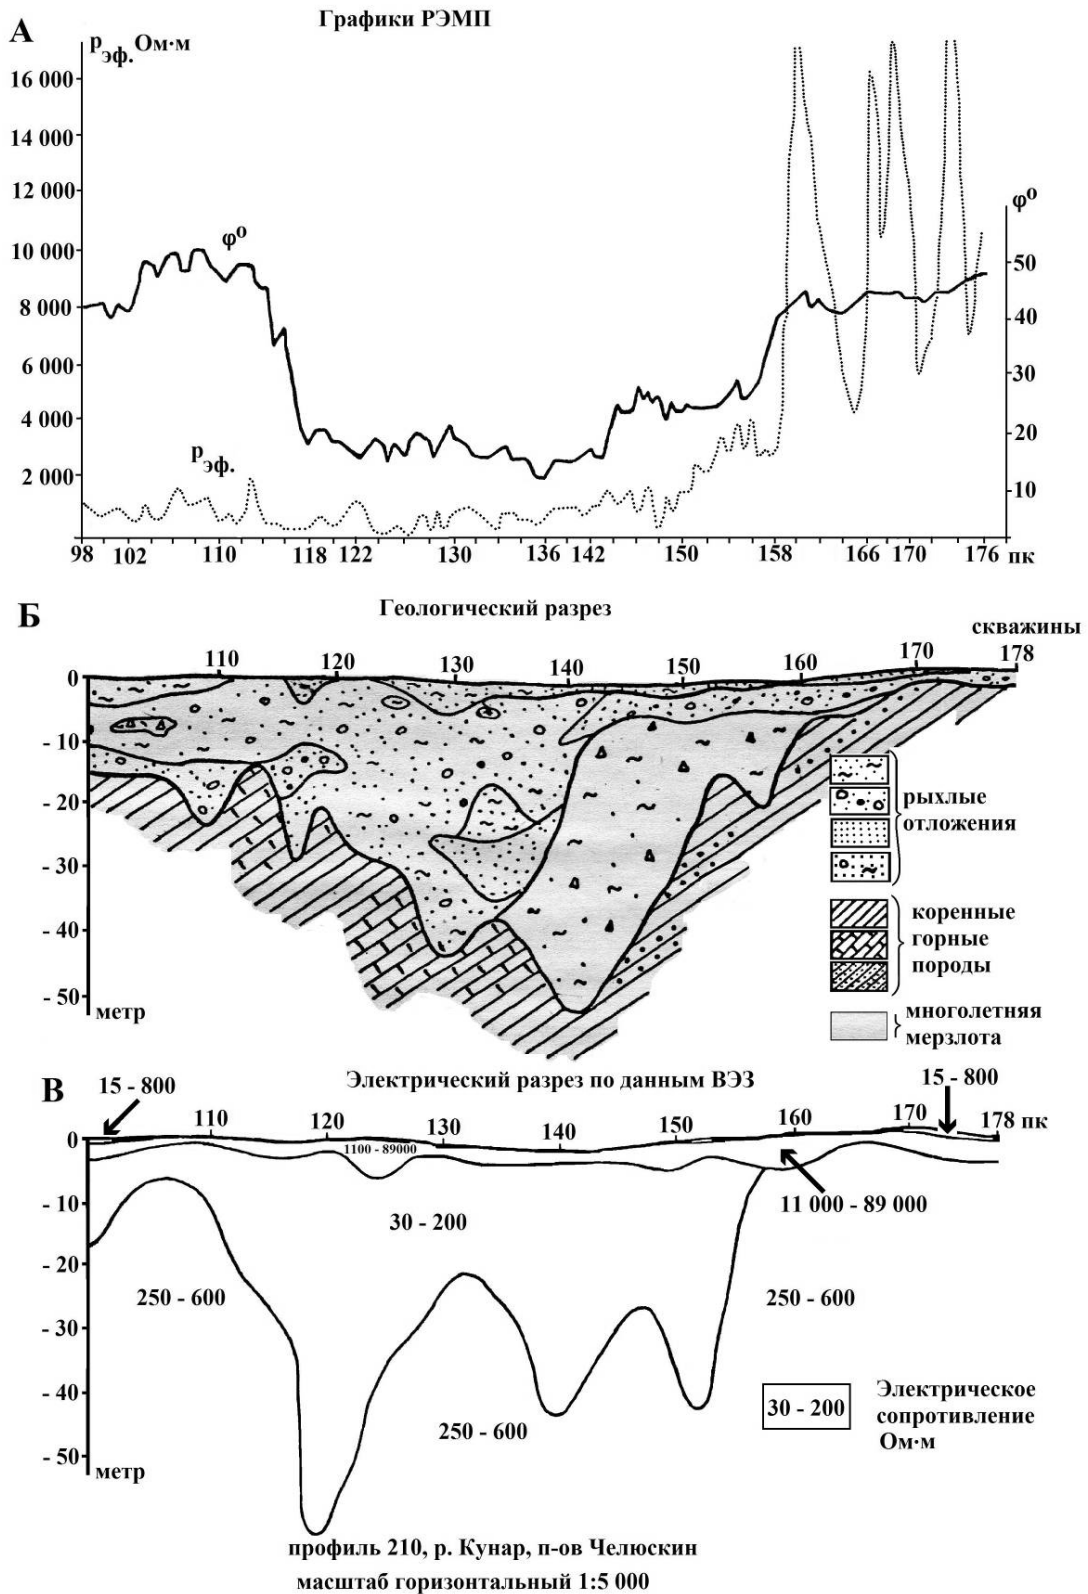 А
Графики РЭМП
рэф. Ом·м
16 000
14 000
12 000
10 000
8 000
6 000
4 000
2 000
φº
рэф.
φº
50
40
30
20
10
98 102 110 118 122 130 136 142 150 158 166 170 176 пк
Б
Геологический разрез
скважины
110 120 130 140 150 160 170 178
0
- 10
- 20
- 30
- 40
- 50
метр
рыхлые
отложения
коренные
горные
породы
многолетняя
мерзлота
В
Электрический разрез по данным ВЭЗ
15 - 800
15 - 800
110 120 130 140 150 160 170 178 пк
0
- 10
- 20
- 30
- 40
- 50
метр
1100 - 89000
11 000 - 89 000
30 - 200
250 - 600
250 - 600
250 - 600
30 - 200
Электрическое
сопротивление
Ом·м
профиль 210, р. Кунар, п-ов Челюскин
масштаб горизонтальный 1:5 000